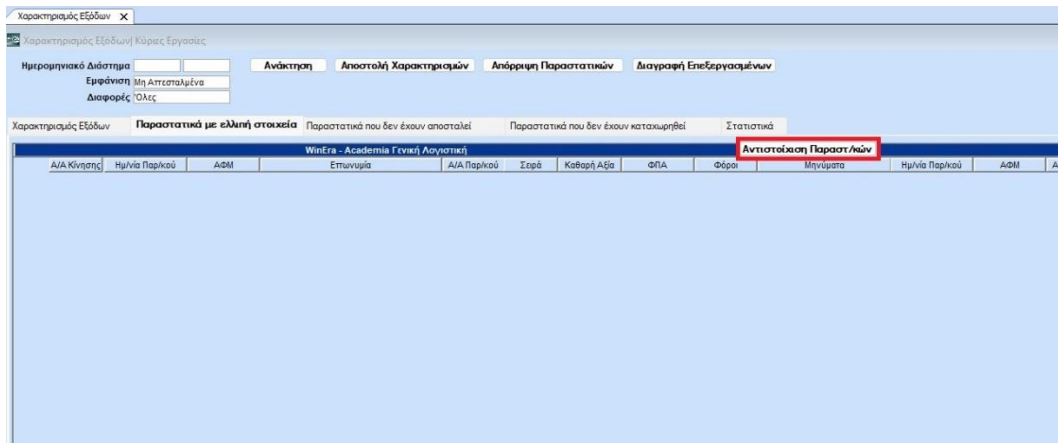 Χαρακτηρισμός Εξόδων X
Χαρακτηρισμός Εξόδων| Κύριες Εργασίες
Ημερομηνιακό Διάστημα Ανάκτηση Αποστολή Χαρακτηρισμών Απόρριψη Παραστατικών Διαγραφή Επεξεργασμένων
Εμφάνιση Μη Απεσταλμένα
Διαφορές Όλες
Χαρακτηρισμός Εξόδων Παραστατικά με ελλιπή στοιχεία Παραστατικά που δεν έχουν αποσταλεί Παραστατικά που δεν έχουν καταχωρηθεί Στατιστικά
WinEra - Academia Γενική Λογιστική Αντιστοίχιση Παραστ/κών
Α/Α Κίνησης Ημ/νία Παρ/κού ΑΦΜ Επωνυμία Α/Α Παρ/κού Σειρά Καθαρή Αξία ΦΠΑ Φόροι Μηνύματα Ημ/νία Παρ/κού ΑΦΜ Α